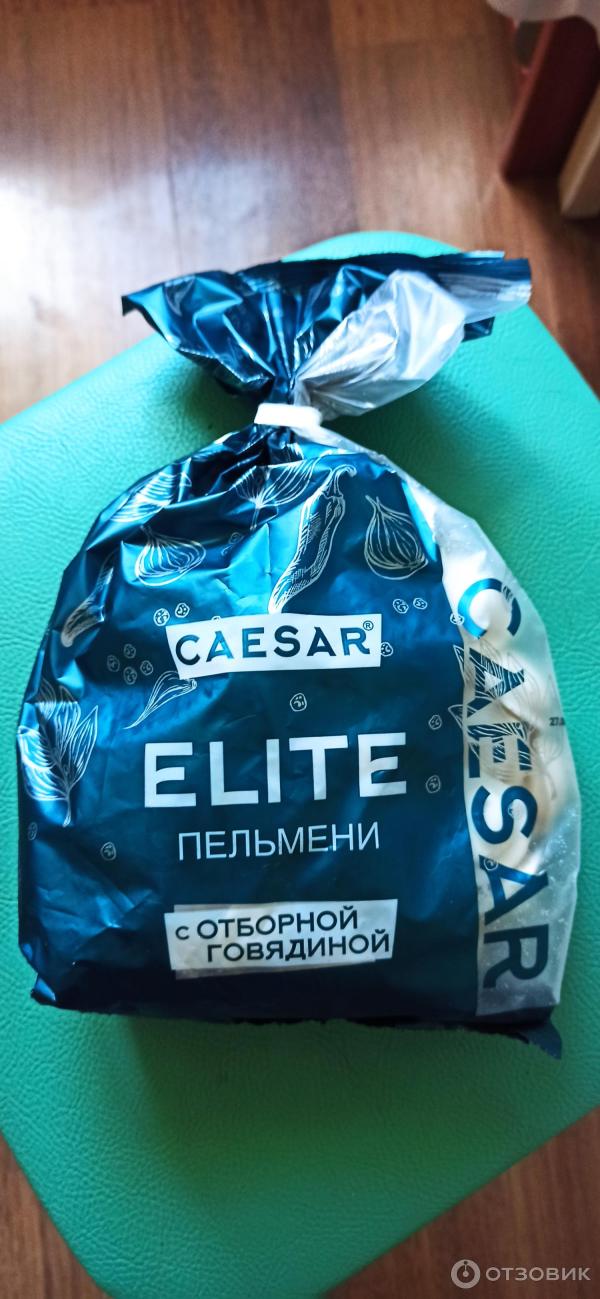 CAESAR®
ELITE
ПЕЛЬМЕНИ
С ОТБОРНОЙ
ГОВЯДИНОЙ
CAESAR
ОТЗОВИК